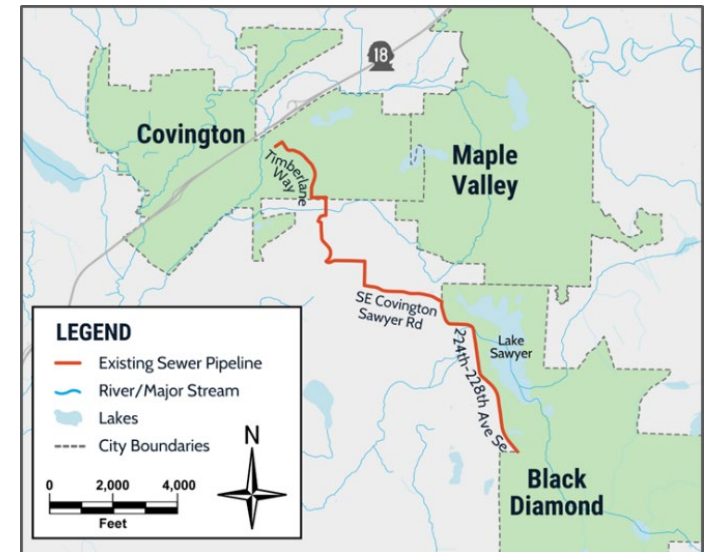 18
Covington
Maple
Valley
Timberlane
Way
SE Covington
Sawyer Rd
Lake
Sawyer
224th-228th Ave Se
Black
Diamond
LEGEND
Existing Sewer Pipeline
River/Major Stream
Lakes
City Boundaries
N
0 2,000 4,000
Feet